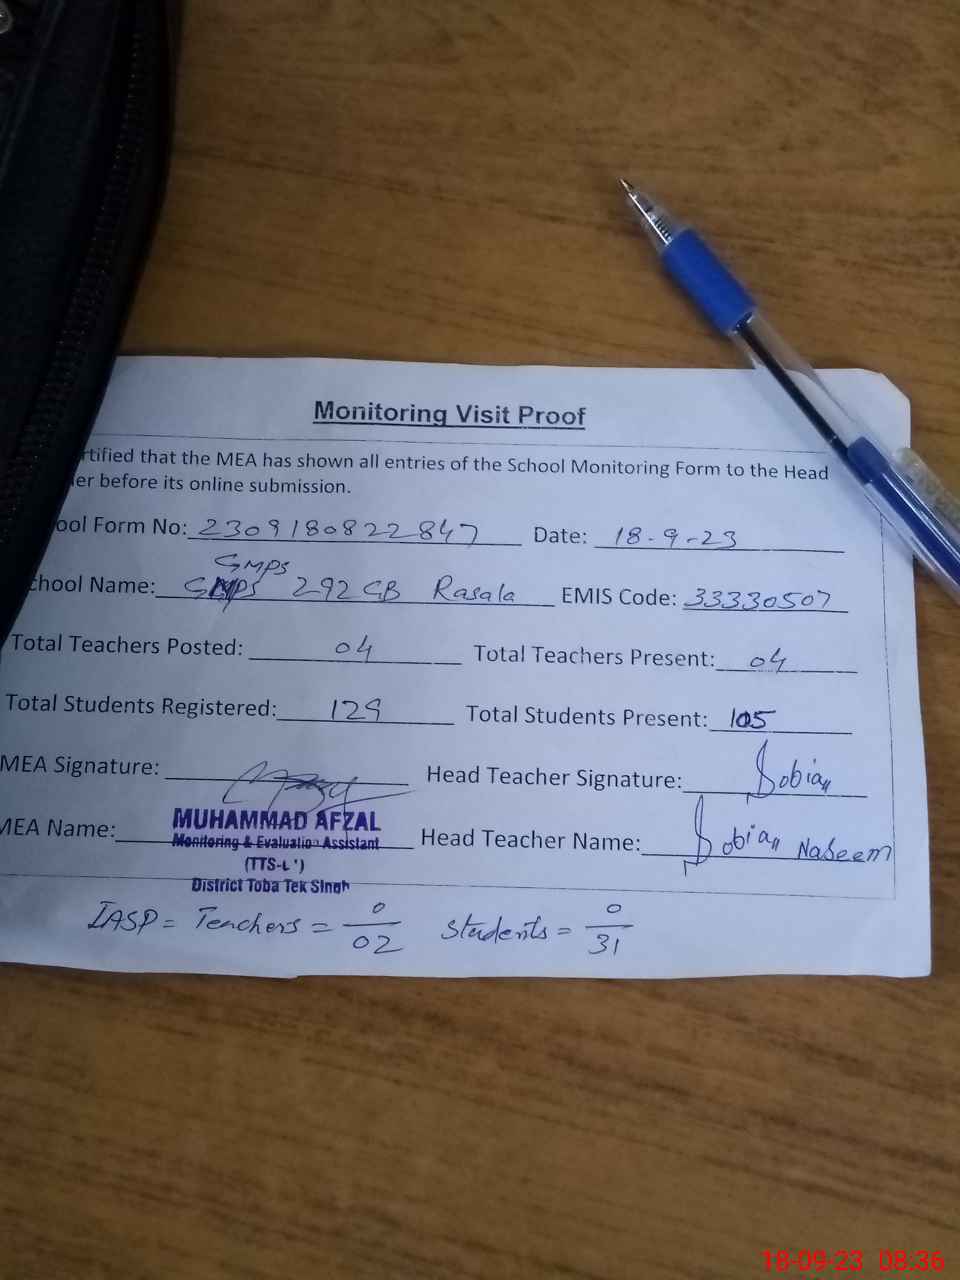 Monitoring Visit Proof
rtified that the MEA has shown all entries of the School Monitoring Form to the Head
er before its online submission.
ool Form No: 2309180822847 Date: 18-9-23
GMPS
chool Name: GMPS 292 GB Rasala EMIS Code: 33330507
Total Teachers Posted: 04 Total Teachers Present: 04
Total Students Registered: 129 Total Students Present: 105
MEA Signature: Head Teacher Signature: Sobian
MEA Name: MUHAMMAD AFZAL Head Teacher Name: Sobian Naseem
Monitoring & Evaluation Assistant
District Toba Tek Singh
IASP = Teachers = 0/02 Students = 0/31
18-09-23 08:36